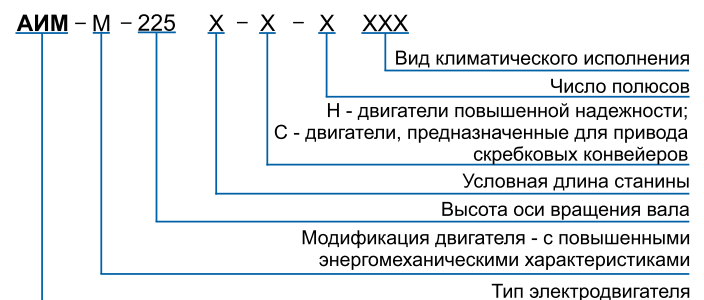 АИМ – М – 225 Х – Х – Х ХХХ
Вид климатического исполнения
Число полюсов
Н - двигатели повышенной надежности;
С - двигатели, предназначенные для привода
скребковых конвейеров
Условная длина станины
Высота оси вращения вала
Модификация двигателя - с повышенными
энергомеханическими характеристиками
Тип электродвигателя